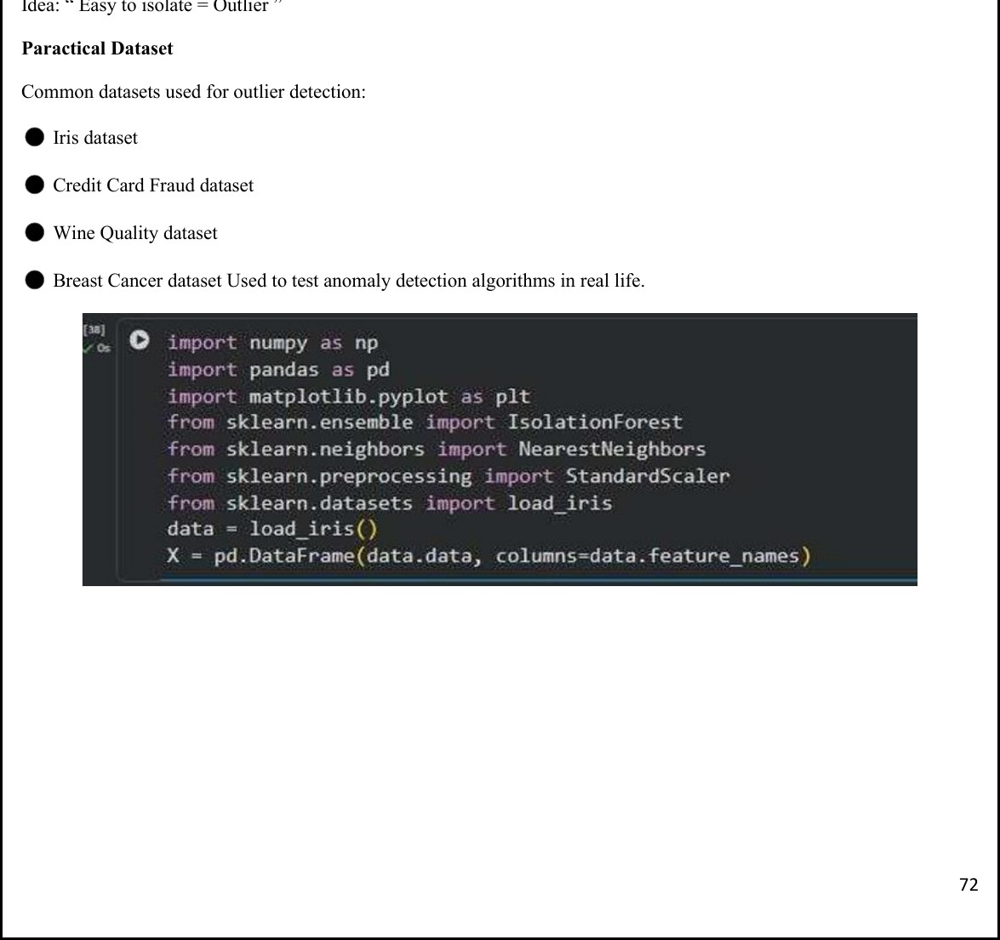 Idea: “ Easy to isolate = Outlier ”
Paractical Dataset
Common datasets used for outlier detection:
● Iris dataset
● Credit Card Fraud dataset
● Wine Quality dataset
● Breast Cancer dataset Used to test anomaly detection algorithms in real life.
[38]
✓ 0s
import numpy as np
import pandas as pd
import matplotlib.pyplot as plt
from sklearn.ensemble import IsolationForest
from sklearn.neighbors import NearestNeighbors
from sklearn.preprocessing import StandardScaler
from sklearn.datasets import load_iris
data = load_iris()
X = pd.DataFrame(data.data, columns=data.feature_names)
72